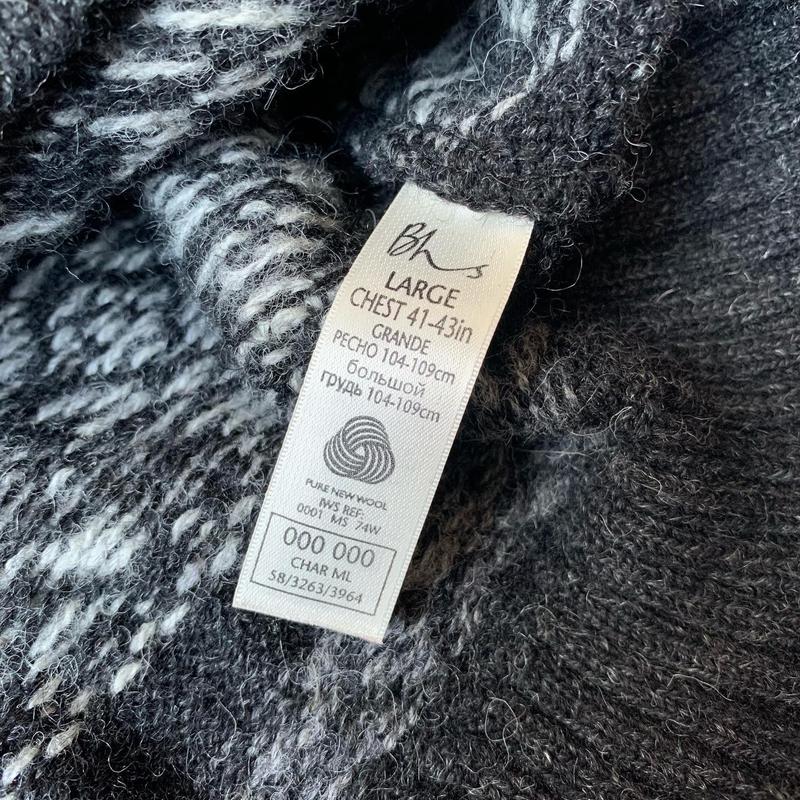 Bhs
LARGE
CHEST 41-43in
GRANDE
PECHO 104-109cm
большой
грудь 104-109cm
PURE NEW WOOL
IWS REF:
0001 MS 74W
000 000
CHAR ML
58/3263/3964